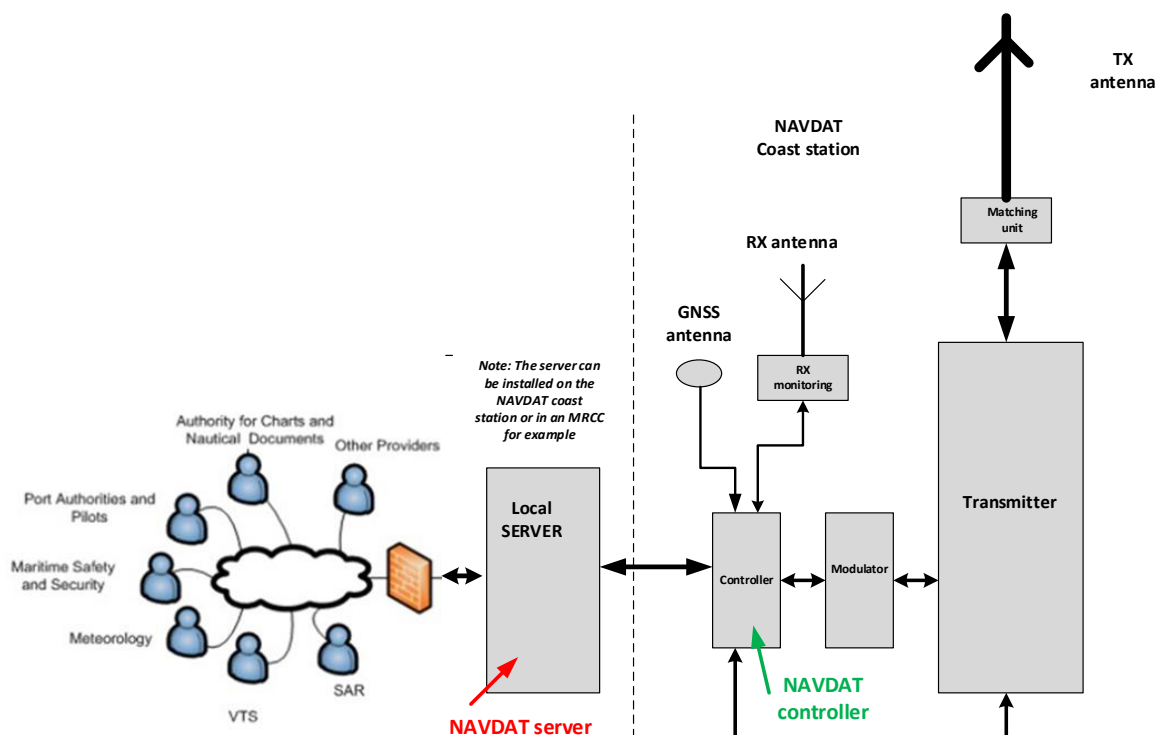 TX
antenna
NAVDAT
Coast station
Matching
unit
RX antenna
GNSS
antenna
RX
monitoring
Note: The server can
be installed on the
NAVDAT coast
station or in an MRCC
for example
Authority for Charts and
Nautical Documents
Other Providers
Port Authorities and
Pilots
Maritime Safety
and Security
Meteorology
VTS
SAR
Local
SERVER
Controller
Modulator
Transmitter
NAVDAT server
NAVDAT
controller